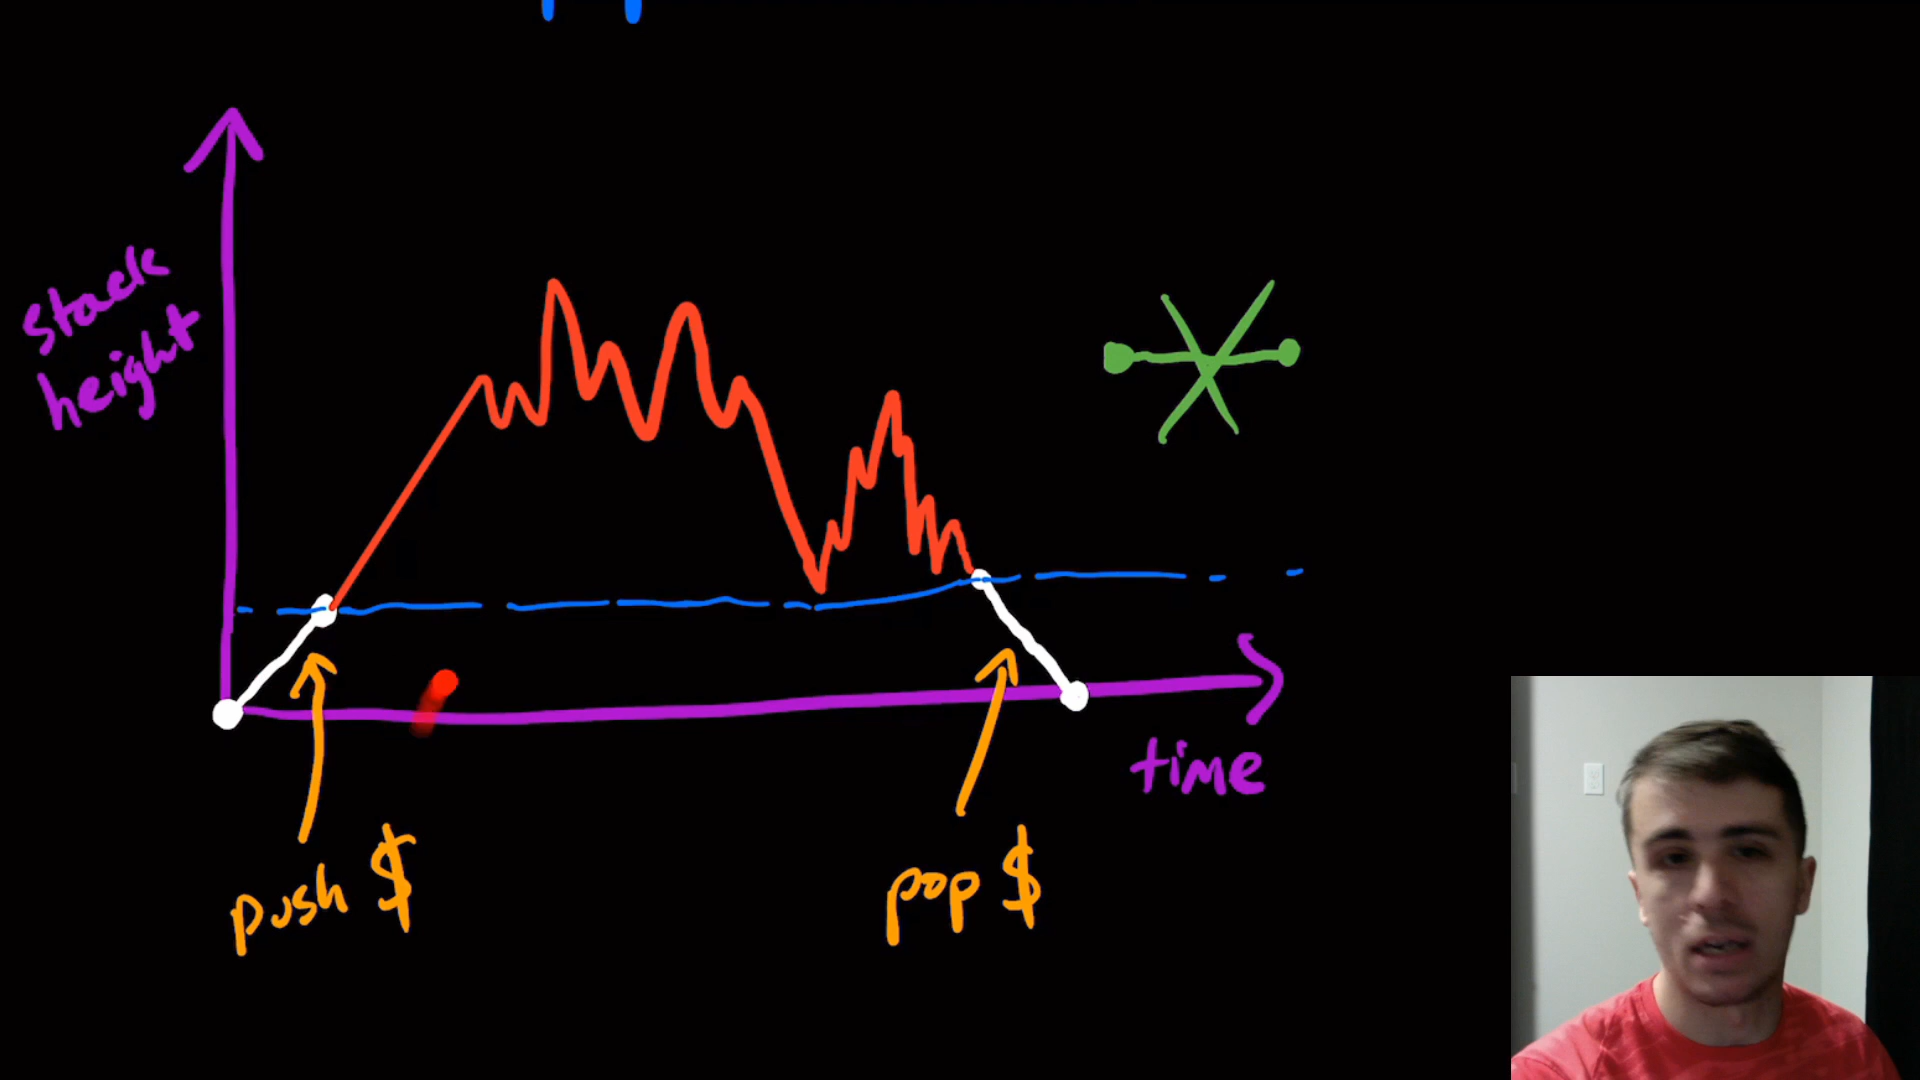 stack
height
time
push $
pop $